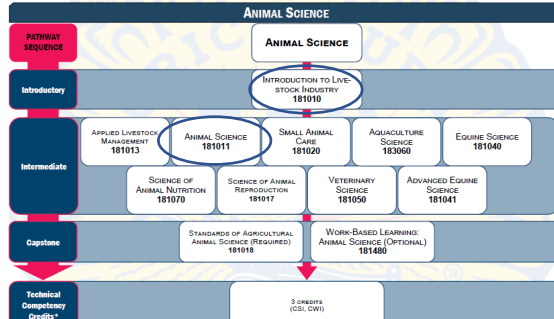 ANIMAL SCIENCE
PATHWAY
SEQUENCE
ANIMAL SCIENCE
Introductory
INTRODUCTION TO LIVE-
STOCK INDUSTRY
181010
Intermediate
APPLIED LIVESTOCK
MANAGEMENT
181013
ANIMAL SCIENCE
181011
SMALL ANIMAL
CARE
181020
AQUACULTURE
SCIENCE
183060
EQUINE SCIENCE
181040
SCIENCE OF
ANIMAL NUTRITION
181070
SCIENCE OF ANIMAL
REPRODUCTION
181017
VETERINARY
SCIENCE
181050
ADVANCED EQUINE
SCIENCE
181041
Capstone
STANDARDS OF AGRICULTURAL
ANIMAL SCIENCE (REQUIRED)
181018
WORK-BASED LEARNING:
ANIMAL SCIENCE (OPTIONAL)
181480
Technical
Competency
Credits*
3 CREDITS
(CSI, CWI)